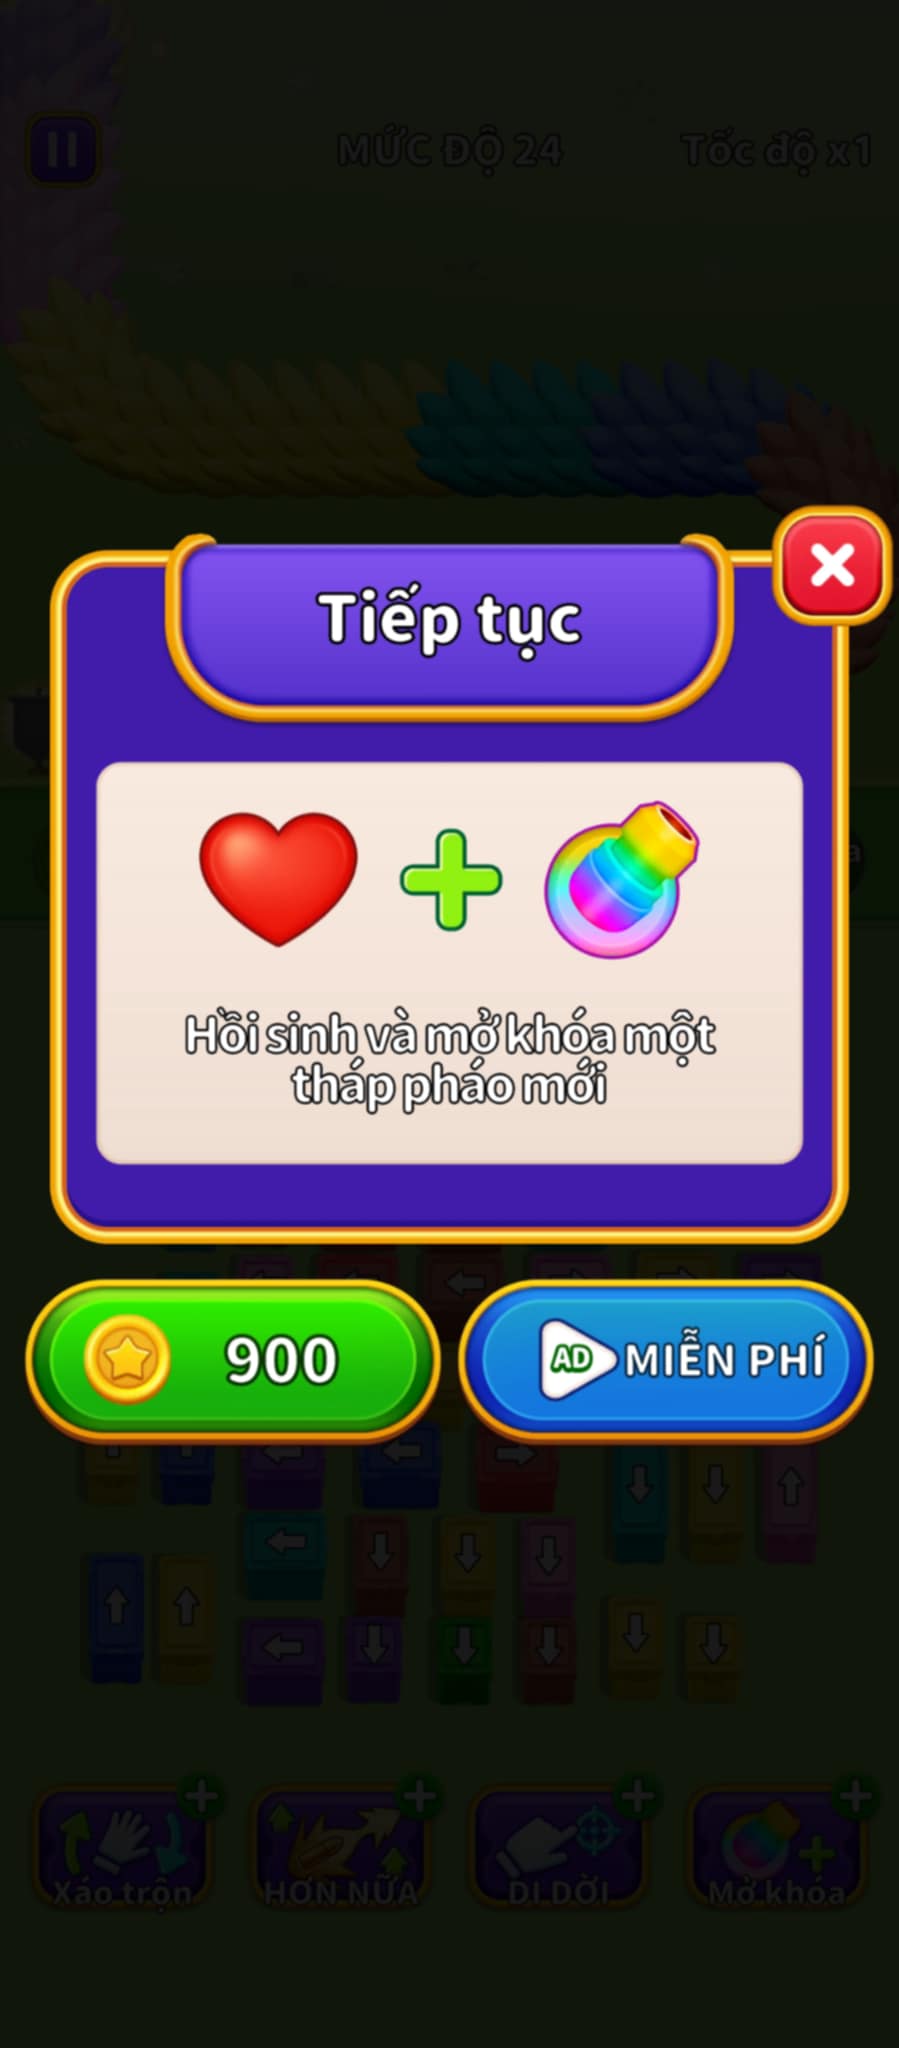 MỨC ĐỘ 24
Tốc độ x1
Tiếp tục
Hồi sinh và mở khóa một
tháp pháo mới
900
AD MIỄN PHÍ
Xáo trộn
HƠN NỮA
DI DỜI
Mở khóa